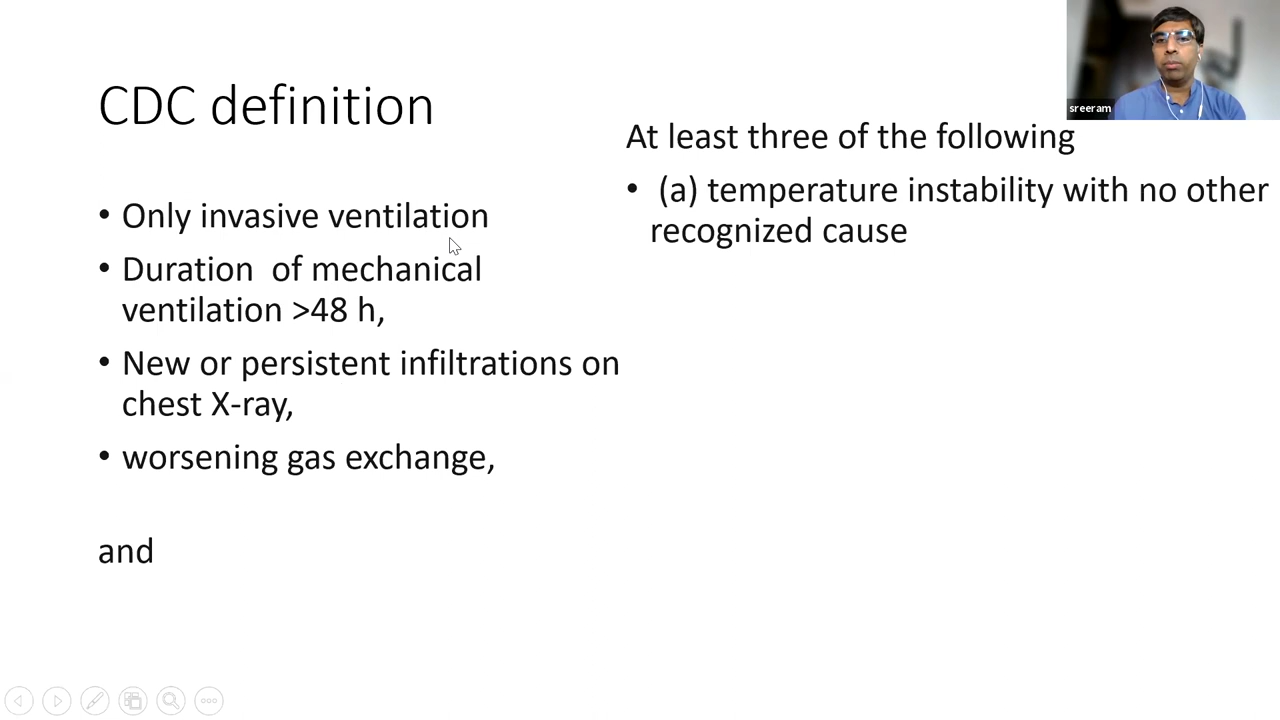 CDC definition
• Only invasive ventilation
• Duration  of mechanical
ventilation >48 h,
• New or persistent infiltrations on
chest X-ray,
• worsening gas exchange,
and
At least three of the following
• (a) temperature instability with no other
recognized cause
sreeram